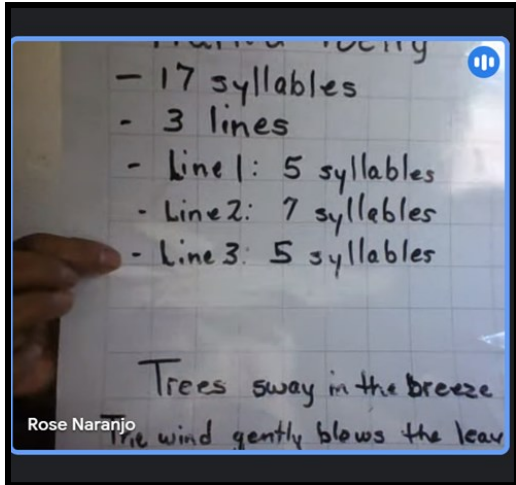 - 17 syllables
- 3 lines
- Line 1: 5 syllables
- Line 2: 7 syllables
- Line 3: 5 syllables
Trees sway in the breeze
The wind gently blows the
Rose Naranjo